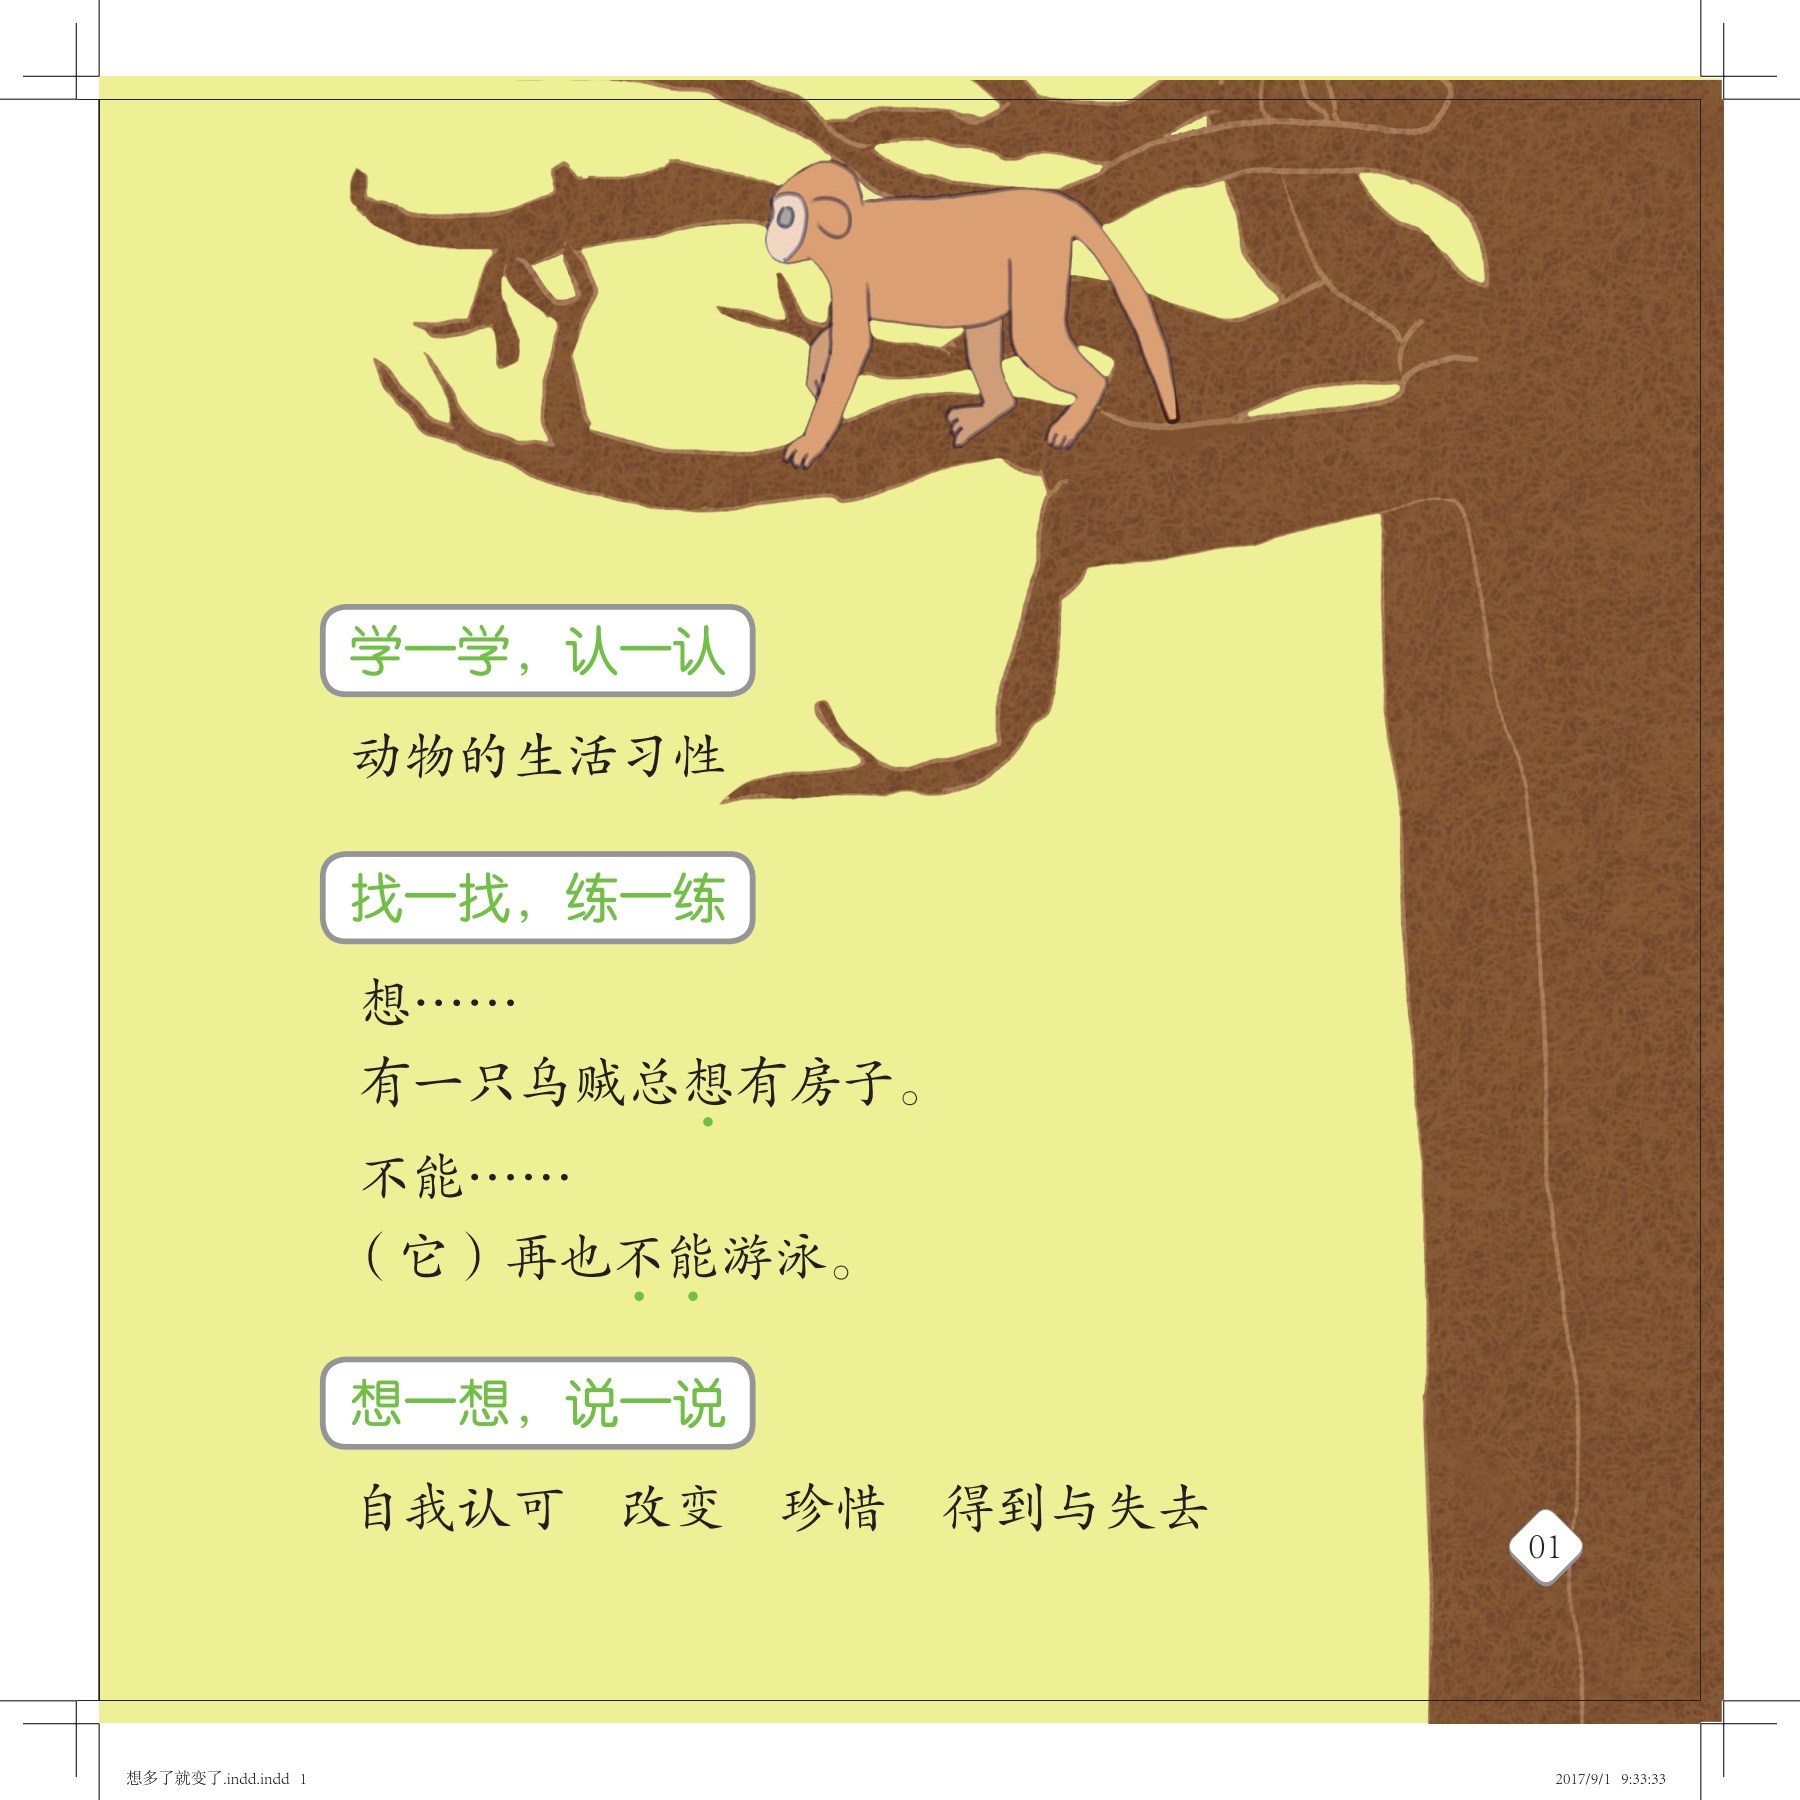 学一学，认一认
动物的生活习性
找一找，练一练
想……
有一只乌贼总想有房子。
不能……
（它）再也不能游泳。
想一想，说一说
自我认可　改变　珍惜　得到与失去
01
想多了就变了.indd.indd 1
2017/9/1 9:33:33